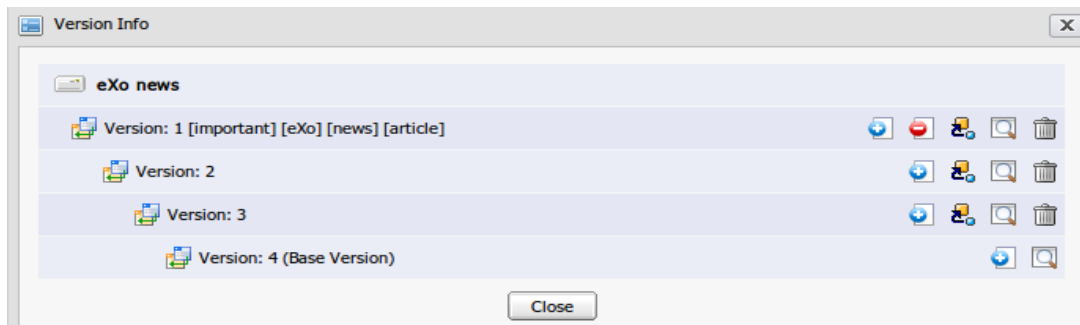 Version Info
eXo news
Version: 1 [important] [eXo] [news] [article]
Version: 2
Version: 3
Version: 4 (Base Version)
Close